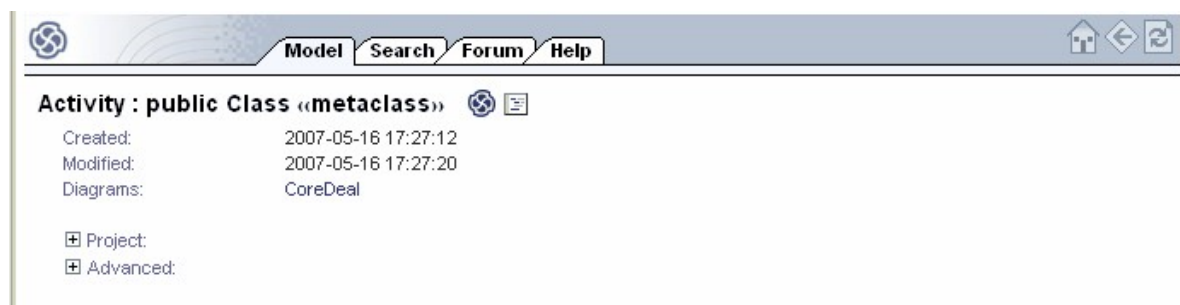 Model Search Forum Help
Activity : public Class «metaclass»
Created: 2007-05-16 17:27:12
Modified: 2007-05-16 17:27:20
Diagrams: CoreDeal
Project:
Advanced: